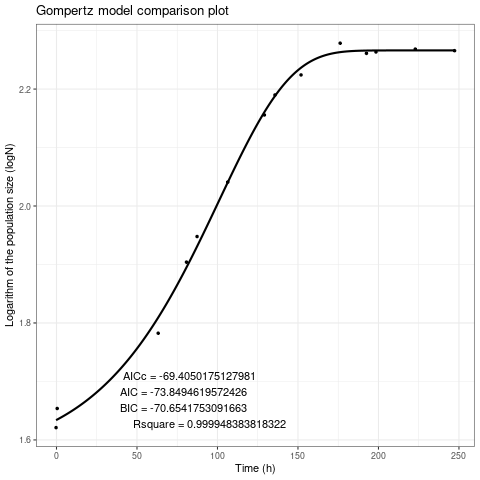 Gompertz model comparison plot
Logarithm of the population size (logN)
2.2
2.0
1.8
1.6
AICc = -69.4050175127981
AIC = -73.8494619572426
BIC = -70.6541753091663
Rsquare = 0.999948383818322
0 50 100 150 200 250
Time (h)